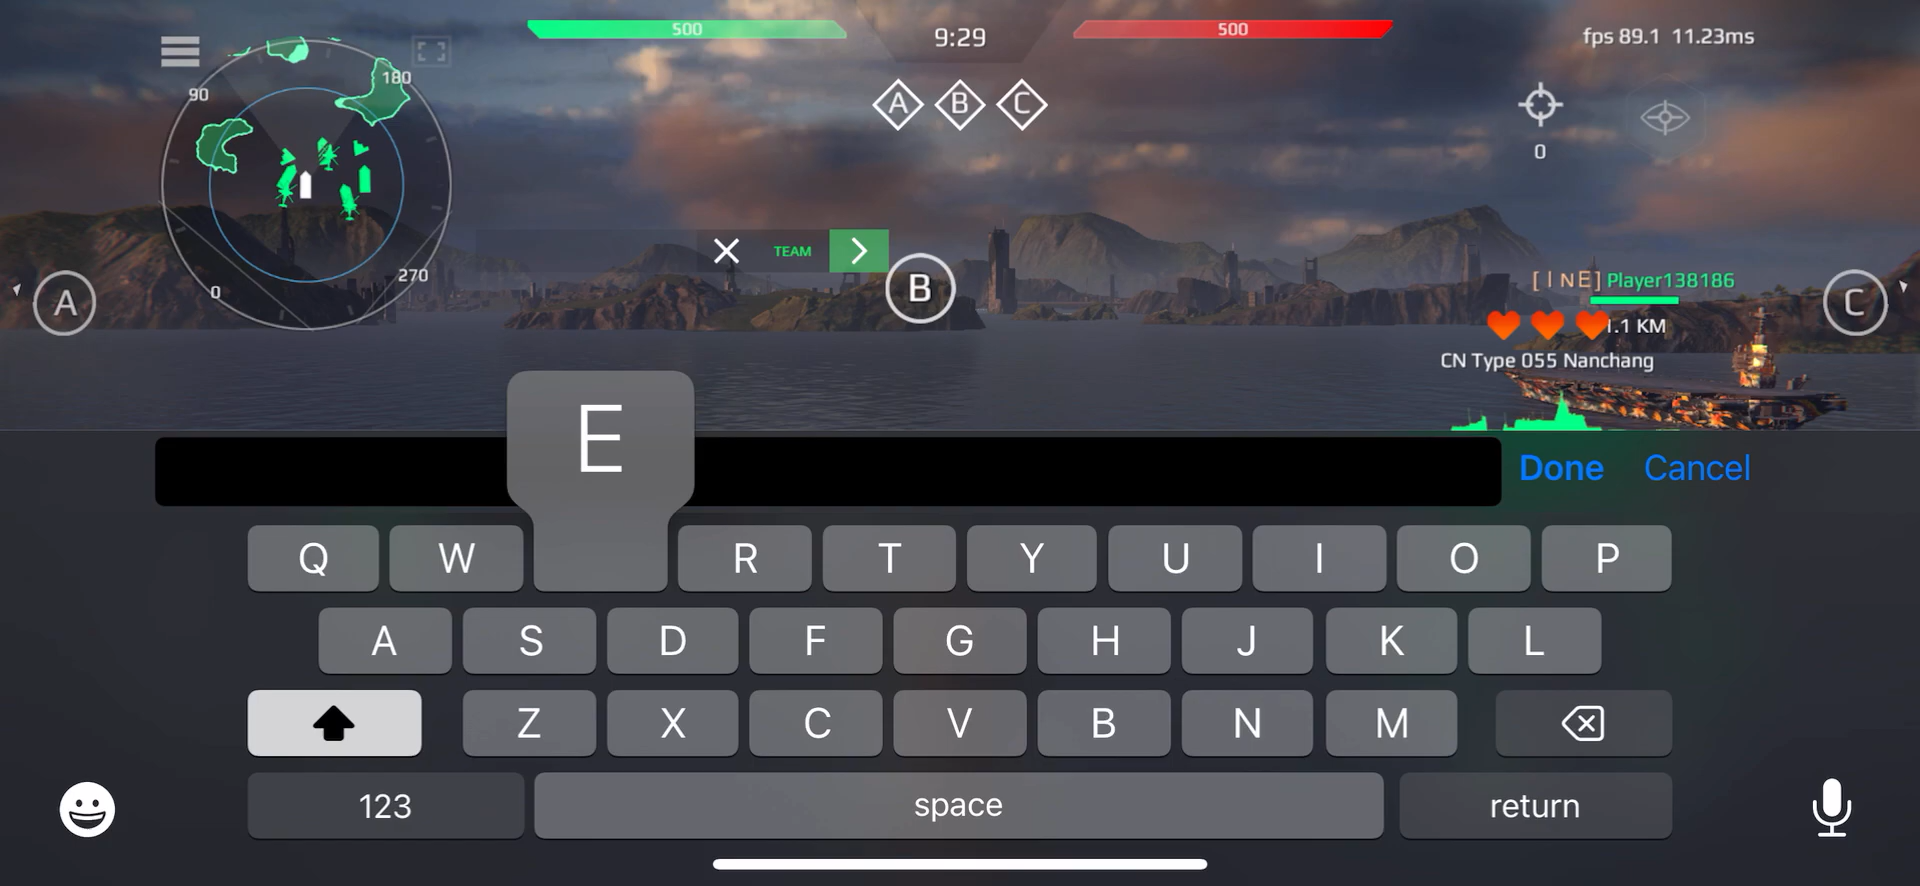 500
9:29
500
fps 89.1 11.23ms
180
90
A B C
0
TEAM
270
0
A
B
[ I NE] Player138186
C
1.1 KM
CN Type 055 Nanchang
E
Done Cancel
Q W R T Y U I O P
A S D F G H J K L
Z X C V B N M
123 space return